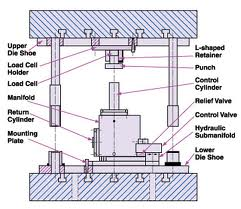 Upper
Die Shoe
Load Cell
Holder
Load Cell
Manifold
Return
Cylinder
Mounting
Plate
L-shaped
Retainer
Punch
Control
Cylinder
Relief Valve
Control Valve
Hydraulic
Submanifold
Lower
Die Shoe